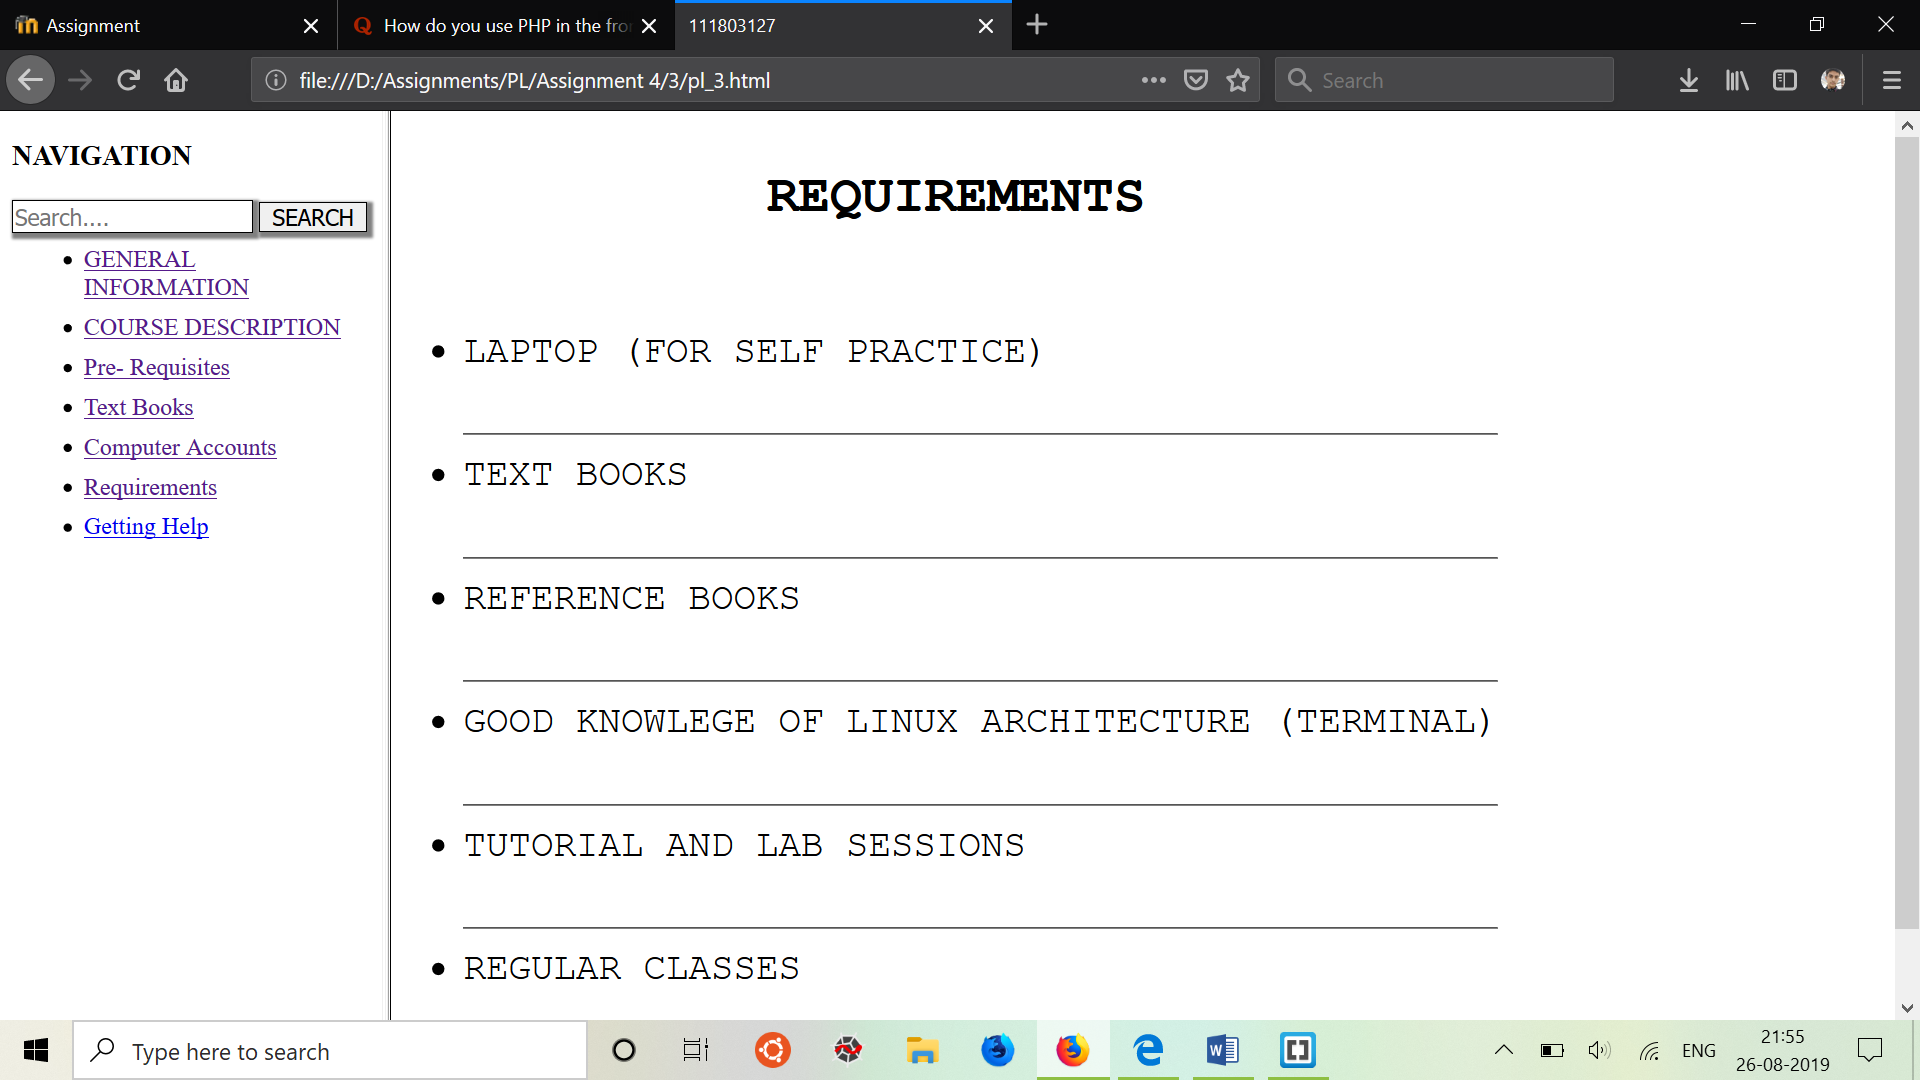 Assignment
How do you use PHP in the fro
111803127
file:///D:/Assignments/PL/Assignment 4/3/pl_3.html
Search
NAVIGATION
Search....
SEARCH
GENERAL
INFORMATION
COURSE DESCRIPTION
Pre- Requisites
Text Books
Computer Accounts
Requirements
Getting Help
REQUIREMENTS
LAPTOP (FOR SELF PRACTICE)
TEXT BOOKS
REFERENCE BOOKS
GOOD KNOWLEGE OF LINUX ARCHITECTURE (TERMINAL)
TUTORIAL AND LAB SESSIONS
REGULAR CLASSES
Type here to search
ENG
21:55
26-08-2019